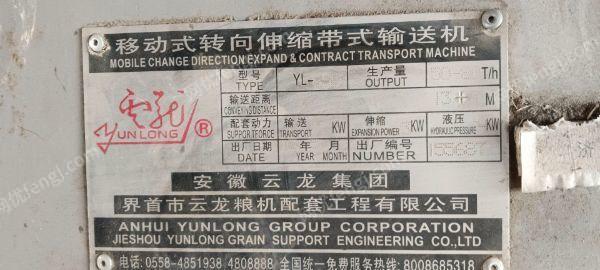 移动式转向伸缩带式输送机
MOBILE CHANGE DIRECTION EXPAND & CONTRACT TRANSPORT MACHINE
云龙
YUNLONG ®
型号 TYPE YL- 生产量 OUTPUT T/h
输送距离 CONVEYING DISTANCE 13+ M
配套动力 SUPPORT FORCE 输送 TRANSPORT KW 伸缩 EXPANSION POWER KW 液压 HYDRAULIC PRESSURE KW
出厂日期 DATE 年 YEAR 月 MONTH 出厂编号 NUMBER
安徽云龙集团
界首市云龙粮机配套工程有限公司
ANHUI YUNLONG GROUP CORPORATION
JIESHOU YUNLONG GRAIN SUPPORT ENGINEERING CO.,LTD
电话: 0558-4851938 4808888 全国统一免费热线: 8008685318